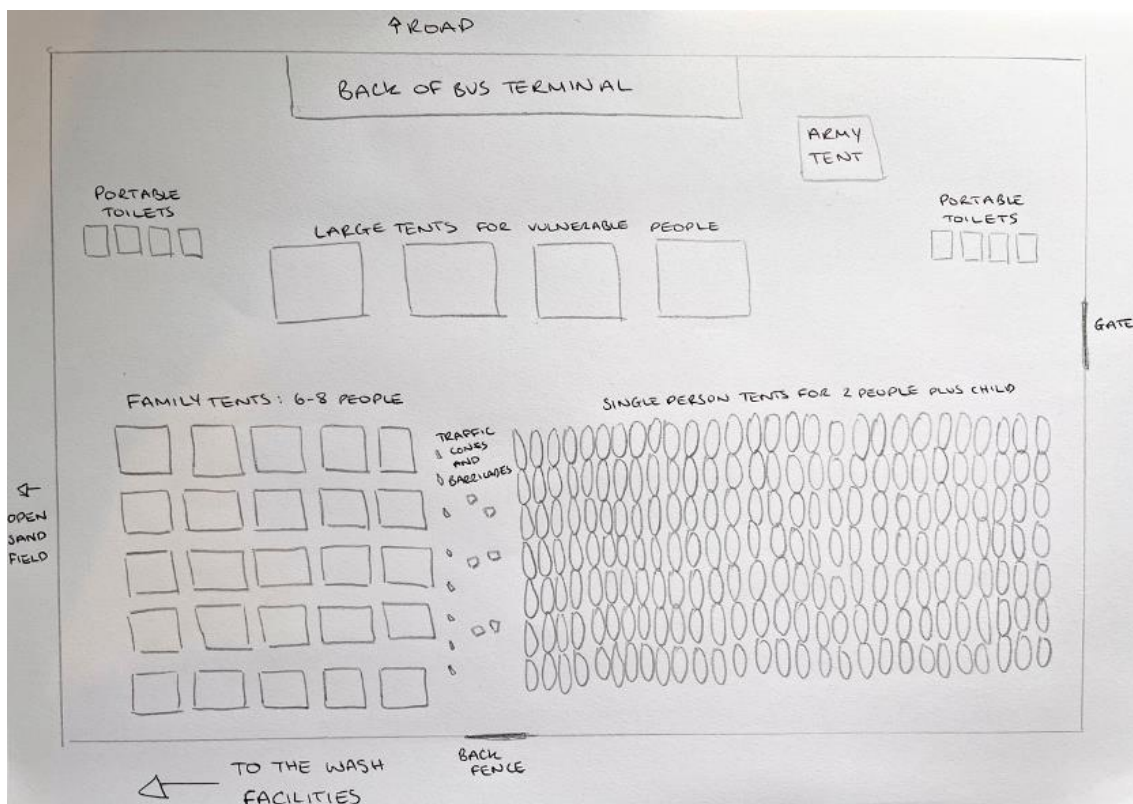 ↑ ROAD
BACK OF BUS TERMINAL
ARMY
TENT
PORTABLE
TOILETS
PORTABLE
TOILETS
LARGE TENTS FOR VULNERABLE PEOPLE
GATE
FAMILY TENTS: 6-8 PEOPLE
SINGLE PERSON TENTS FOR 2 PEOPLE PLUS CHILD
TRAFFIC
CONES
AND
BARRICADES
← OPEN
SAND
FIELD
BACK
FENCE
← TO THE WASH
FACILITIES